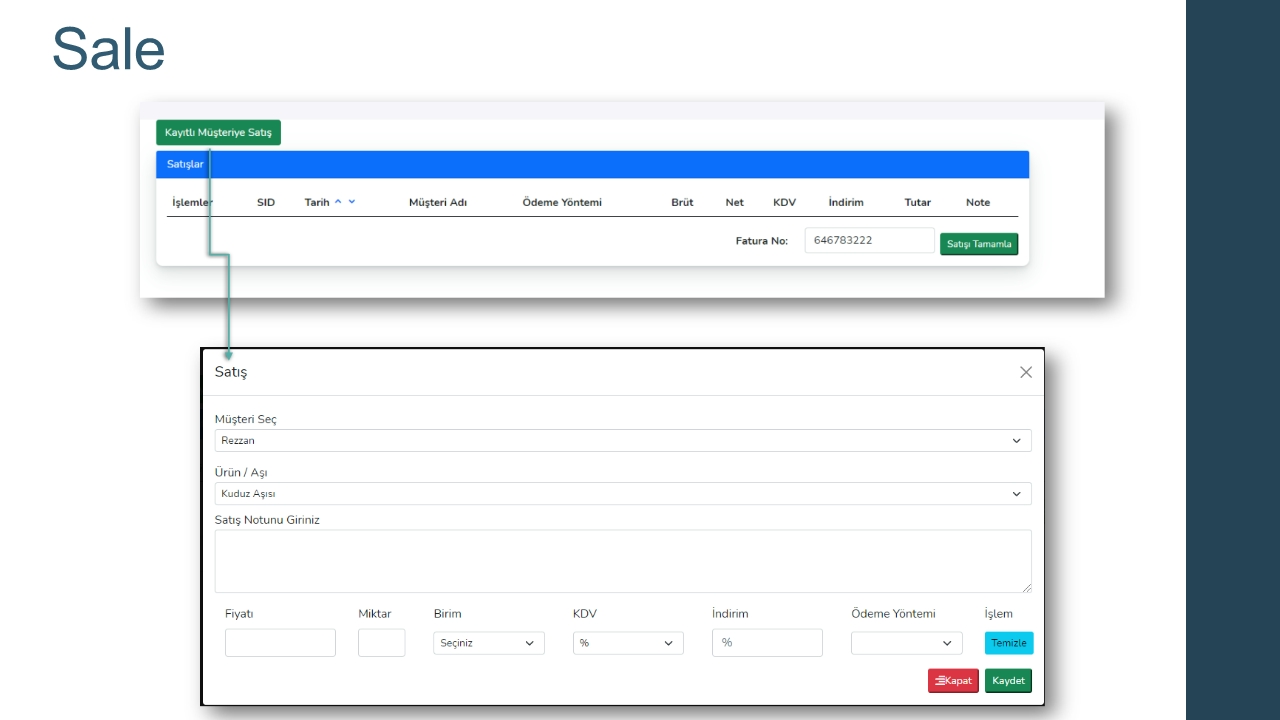 Sale
Kayıtlı Müşteriye Satış
Satışlar
İşlemler SID Tarih Müşteri Adı Ödeme Yöntemi Brüt Net KDV İndirim Tutar Note
Fatura No: 646783222 Satışı Tamamla
Satış
Müşteri Seç
Rezzan
Ürün / Aşı
Kuduz Aşısı
Satış Notunu Giriniz
Fiyatı Miktar Birim KDV İndirim Ödeme Yöntemi İşlem
Seçiniz % % Temizle
Kapat Kaydet